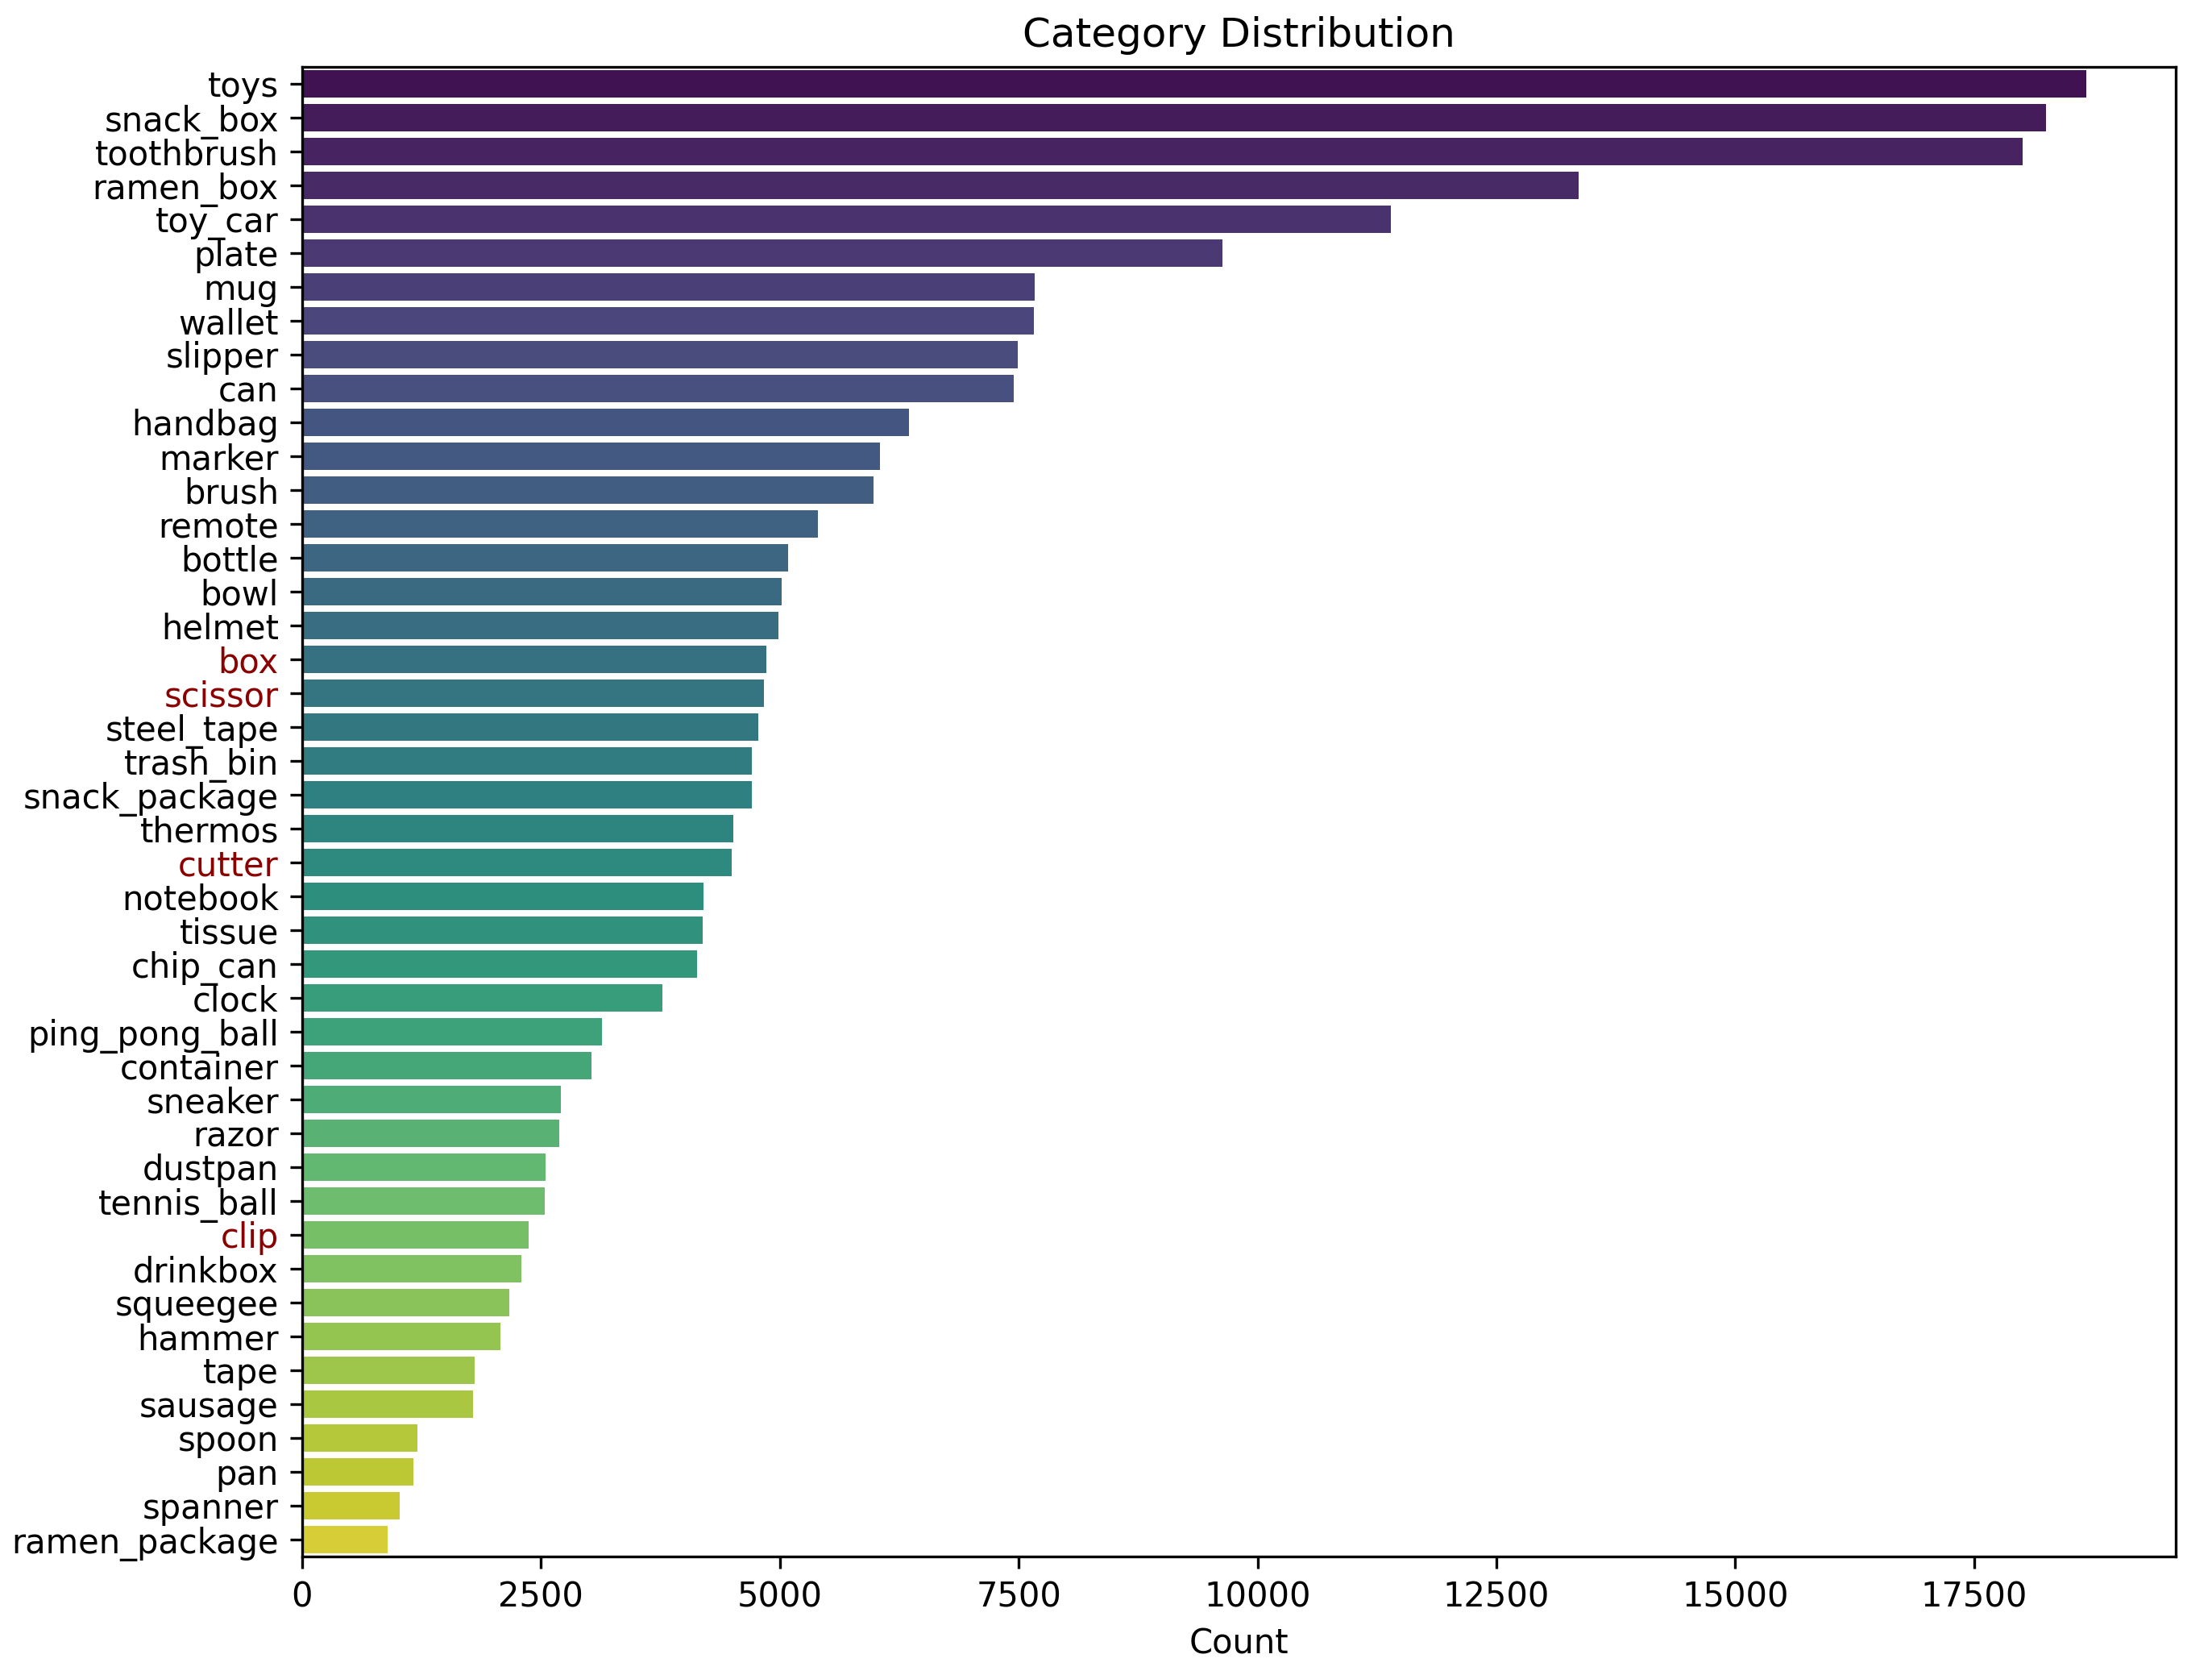 Category Distribution
toys
snack_box
toothbrush
ramen_box
toy_car
plate
mug
wallet
slipper
can
handbag
marker
brush
remote
bottle
bowl
helmet
box
scissor
steel_tape
trash_bin
snack_package
thermos
cutter
notebook
tissue
chip_can
clock
ping_pong_ball
container
sneaker
razor
dustpan
tennis_ball
clip
drinkbox
squeegee
hammer
tape
sausage
spoon
pan
spanner
ramen_package
0 2500 5000 7500 10000 12500 15000 17500
Count